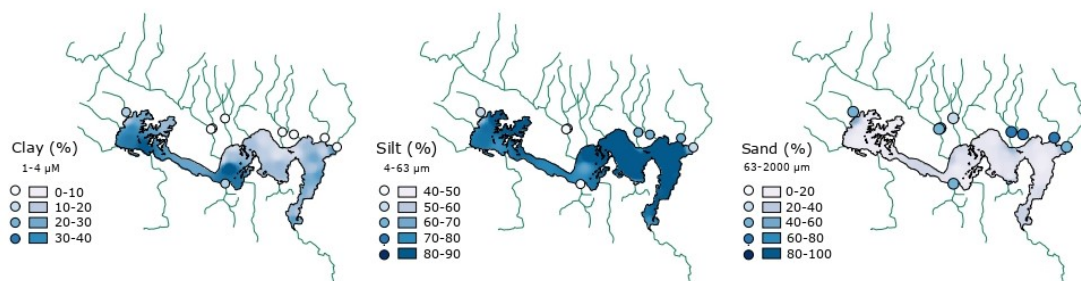 Clay (%)
1-4 µM
0-10
10-20
20-30
30-40
Silt (%)
4-63 µm
40-50
50-60
60-70
70-80
80-90
Sand (%)
63-2000 µm
0-20
20-40
40-60
60-80
80-100